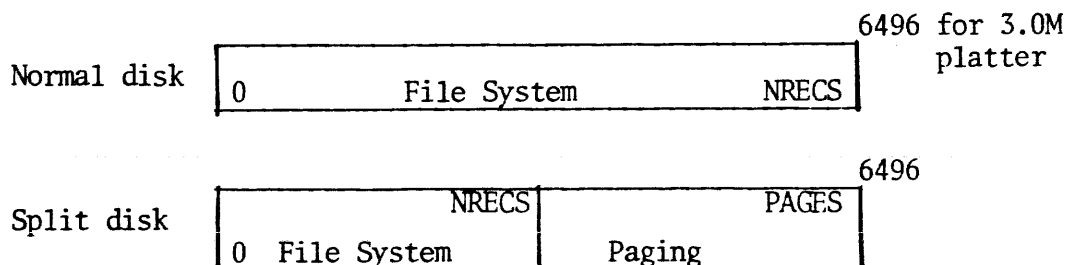 6496 for 3.0M
platter
Normal disk
0 File System NRECS
6496
NRECS PAGES
Split disk
0 File System Paging